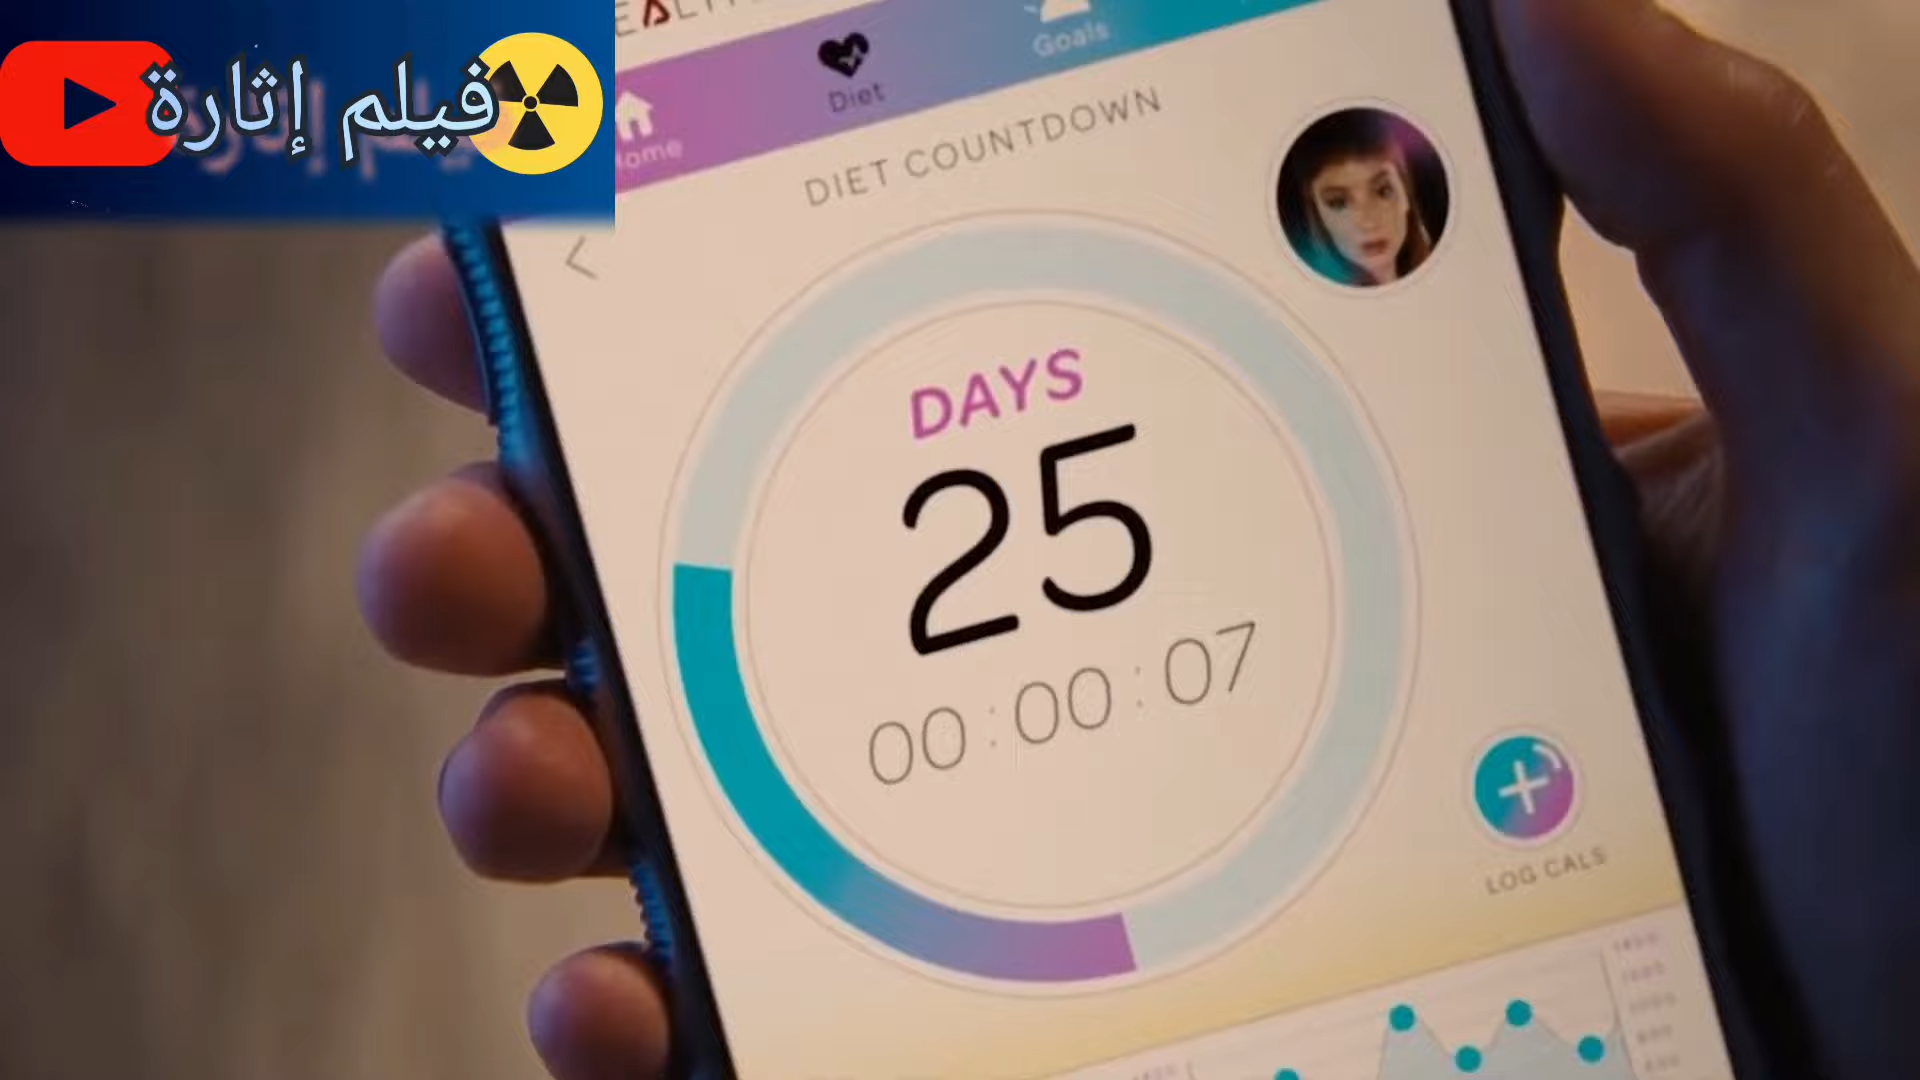 فيلم إثارة
Home
Diet
Goals
DIET COUNTDOWN
DAYS
25
00:00:07
LOG CALS